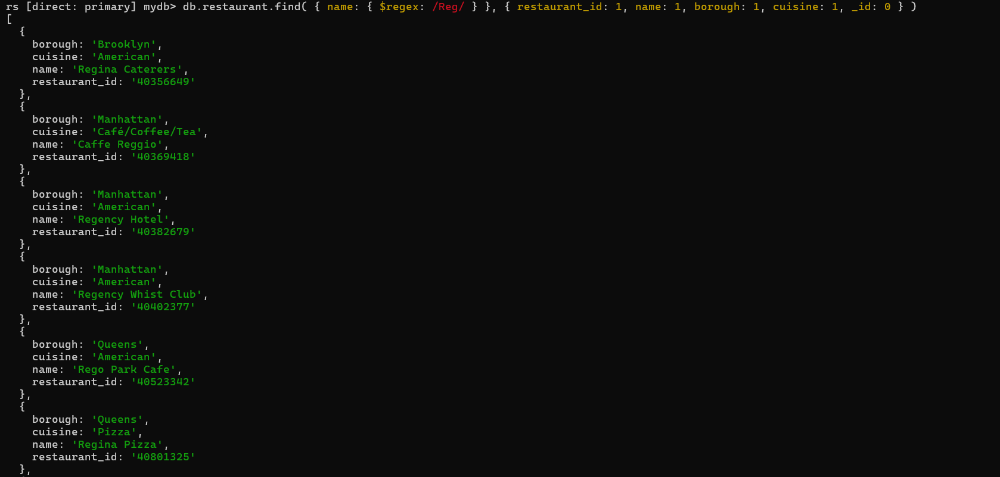 rs [direct: primary] mydb> db.restaurant.find( { name: { $regex: /Reg/ } }, { restaurant_id: 1, name: 1, borough: 1, cuisine: 1, _id: 0 } )
[
  {
    borough: 'Brooklyn',
    cuisine: 'American',
    name: 'Regina Caterers',
    restaurant_id: '40356649'
  },
  {
    borough: 'Manhattan',
    cuisine: 'Café/Coffee/Tea',
    name: 'Caffe Reggio',
    restaurant_id: '40369418'
  },
  {
    borough: 'Manhattan',
    cuisine: 'American',
    name: 'Regency Hotel',
    restaurant_id: '40382679'
  },
  {
    borough: 'Manhattan',
    cuisine: 'American',
    name: 'Regency Whist Club',
    restaurant_id: '40402377'
  },
  {
    borough: 'Queens',
    cuisine: 'American',
    name: 'Rego Park Cafe',
    restaurant_id: '40523342'
  },
  {
    borough: 'Queens',
    cuisine: 'Pizza',
    name: 'Regina Pizza',
    restaurant_id: '40801325'
  },